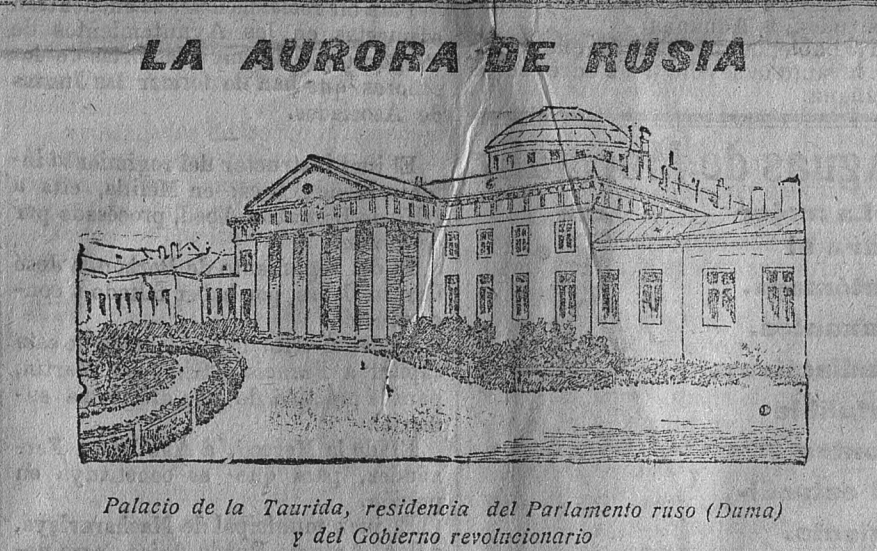 LA AURORA DE RUSIA
Palacio de la Taurida, residencia del Parlamento ruso (Duma)
y del Gobierno revolucionario